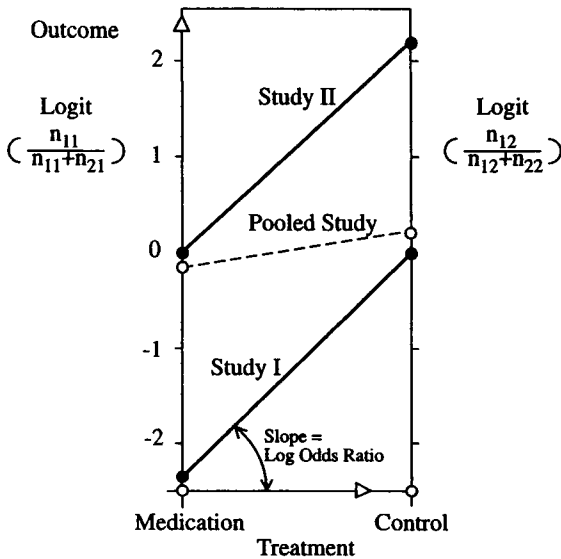 Outcome
2
Logit
( n11 / n11+n21 )
Study II
Logit
( n12 / n12+n22 )
1
Pooled Study
0
-1
Study I
-2
Slope =
Log Odds Ratio
Medication
Control
Treatment